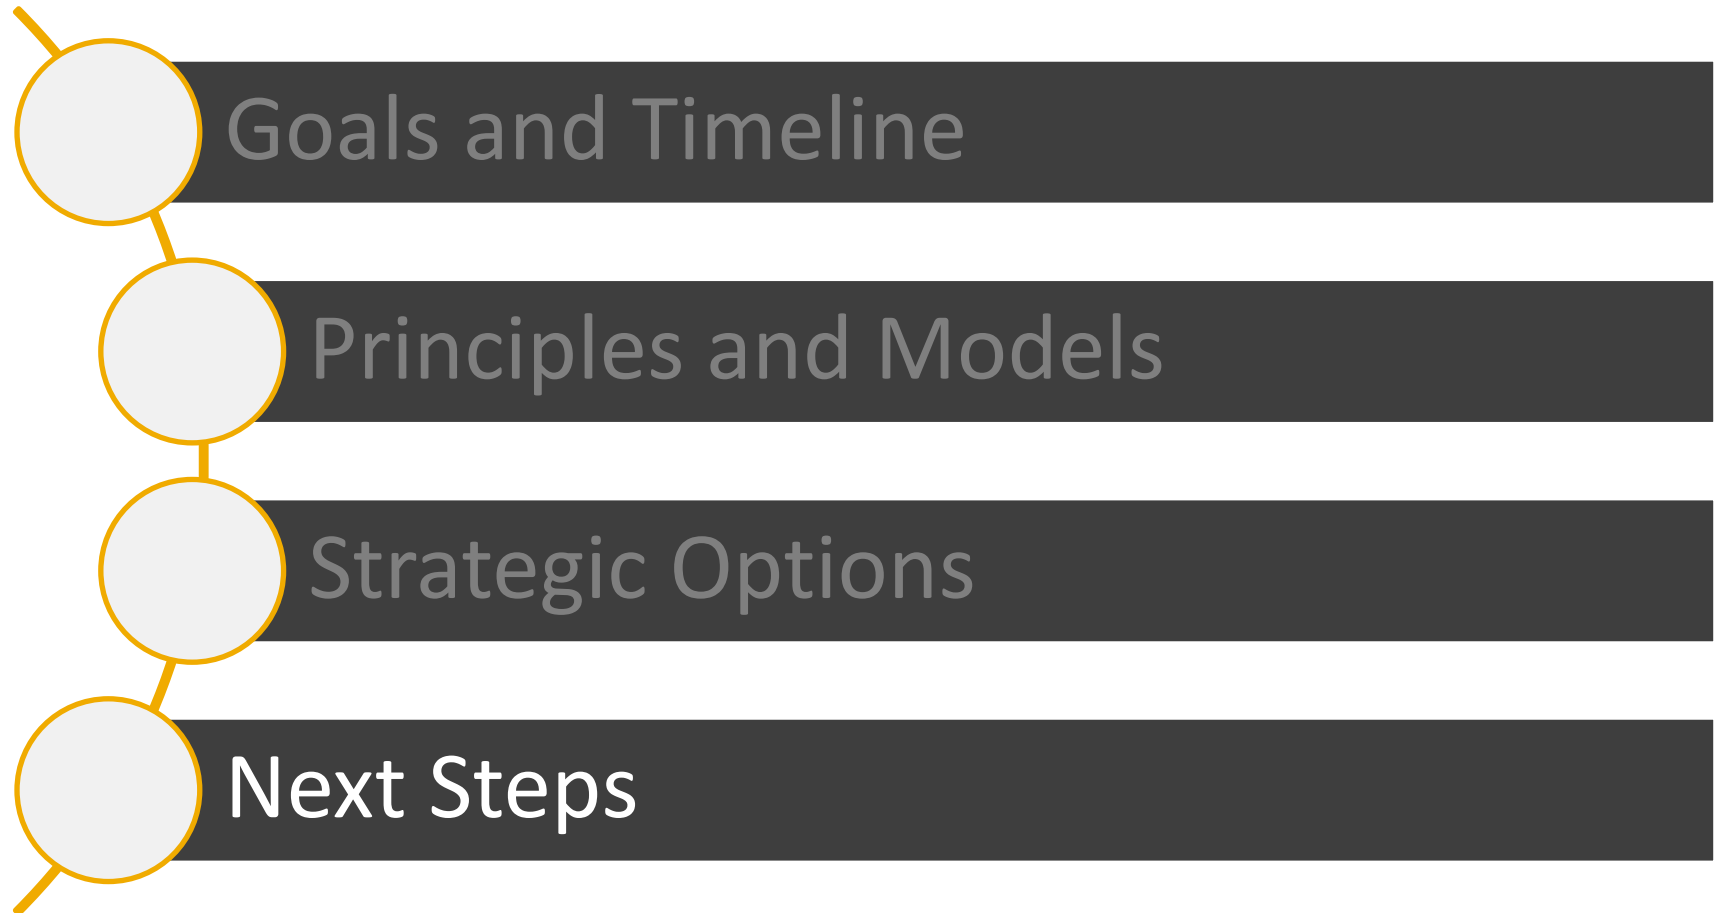 Goals and Timeline
Principles and Models
Strategic Options
Next Steps